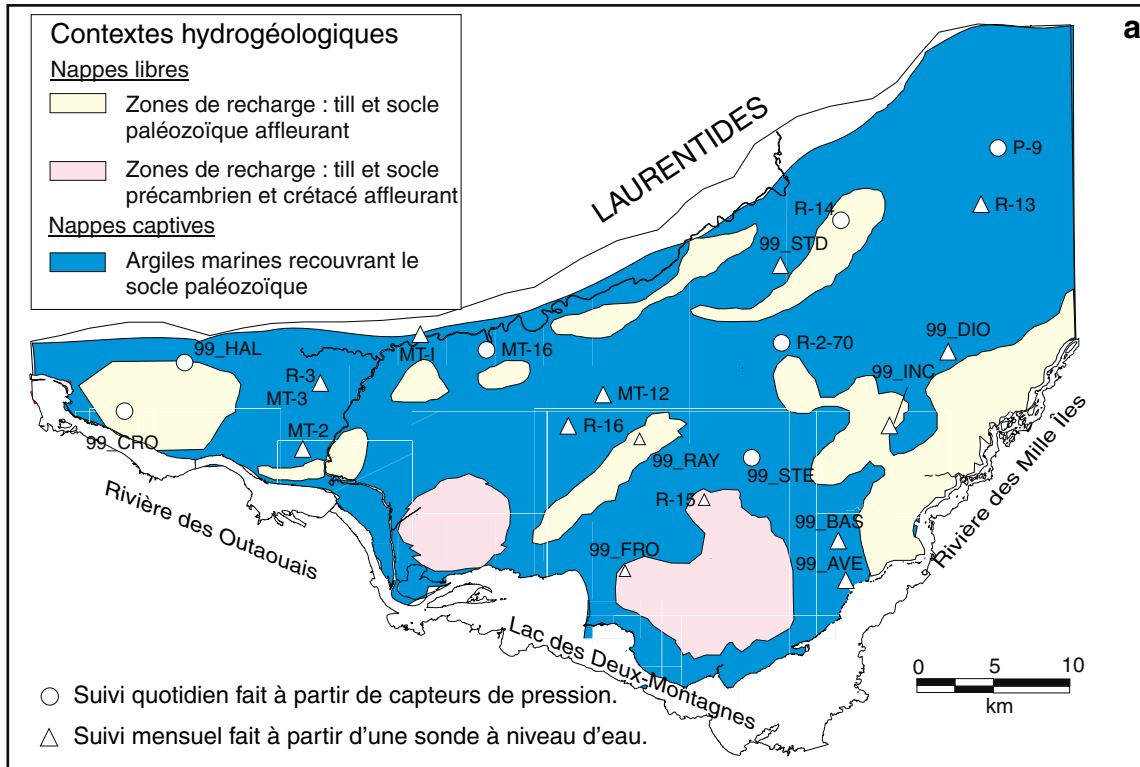 a
Contextes hydrogéologiques
Nappes libres
Zones de recharge : till et socle
paléozoïque affleurant
Zones de recharge : till et socle
précambrien et crétacé affleurant
Nappes captives
Argiles marines recouvrant le
socle paléozoïque
LAURENTIDES
P-9
R-13
R-14
99_STD
99_HAL
MT-I
MT-16
R-2-70
99_DIO
99_INC
R-3
MT-3
MT-12
99_CRO
MT-2
R-16
99_RAY
99_STE
R-15
99_BAS
99_FRO
99_AVE
Rivière des Outaouais
Rivière des Mille Îles
Lac des Deux-Montagnes
0 5 10
km
Suivi quotidien fait à partir de capteurs de pression.
Suivi mensuel fait à partir d'une sonde à niveau d'eau.